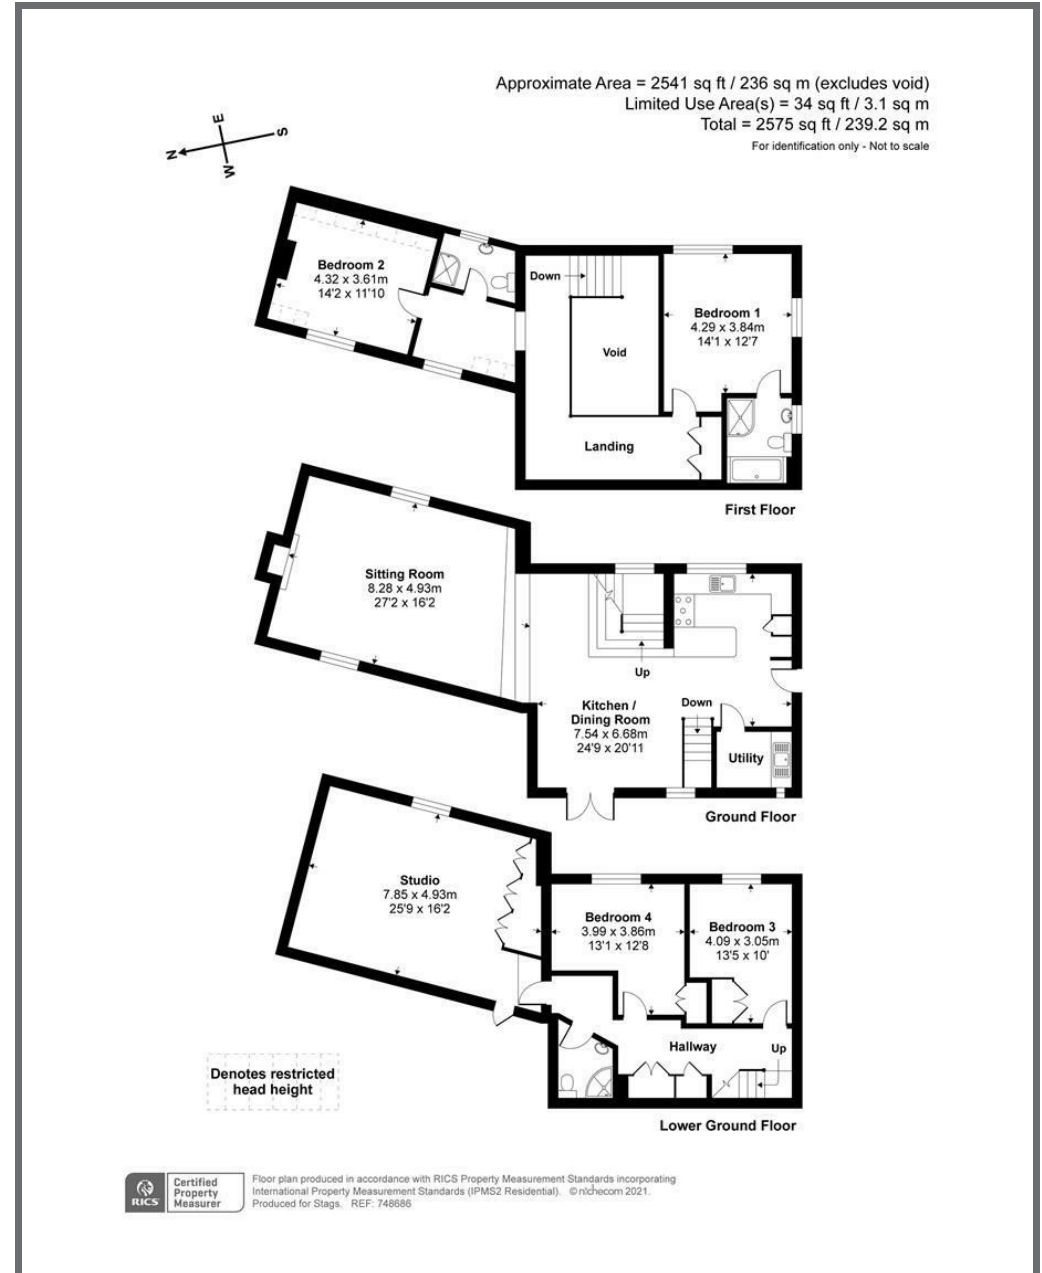 Approximate Area = 2541 sq ft / 236 sq m (excludes void)
Limited Use Area(s) = 34 sq ft / 3.1 sq m
Total = 2575 sq ft / 239.2 sq m
For identification only - Not to scale
N
E
S
W
Bedroom 2
4.32 x 3.61m
14'2 x 11'10
Down
Void
Bedroom 1
4.29 x 3.84m
14'1 x 12'7
Landing
First Floor
Sitting Room
8.28 x 4.93m
27'2 x 16'2
Up
Down
Kitchen /
Dining Room
7.54 x 6.68m
24'9 x 20'11
Utility
Ground Floor
Studio
7.85 x 4.93m
25'9 x 16'2
Bedroom 4
3.99 x 3.86m
13'1 x 12'8
Bedroom 3
4.09 x 3.05m
13'5 x 10'
Hallway
Up
Lower Ground Floor
Denotes restricted
head height
RICS
Certified
Property
Measurer
Floor plan produced in accordance with RICS Property Measurement Standards incorporating
International Property Measurement Standards (IPMS2 Residential). © nichecom 2021.
Produced for Stags. REF: 748686